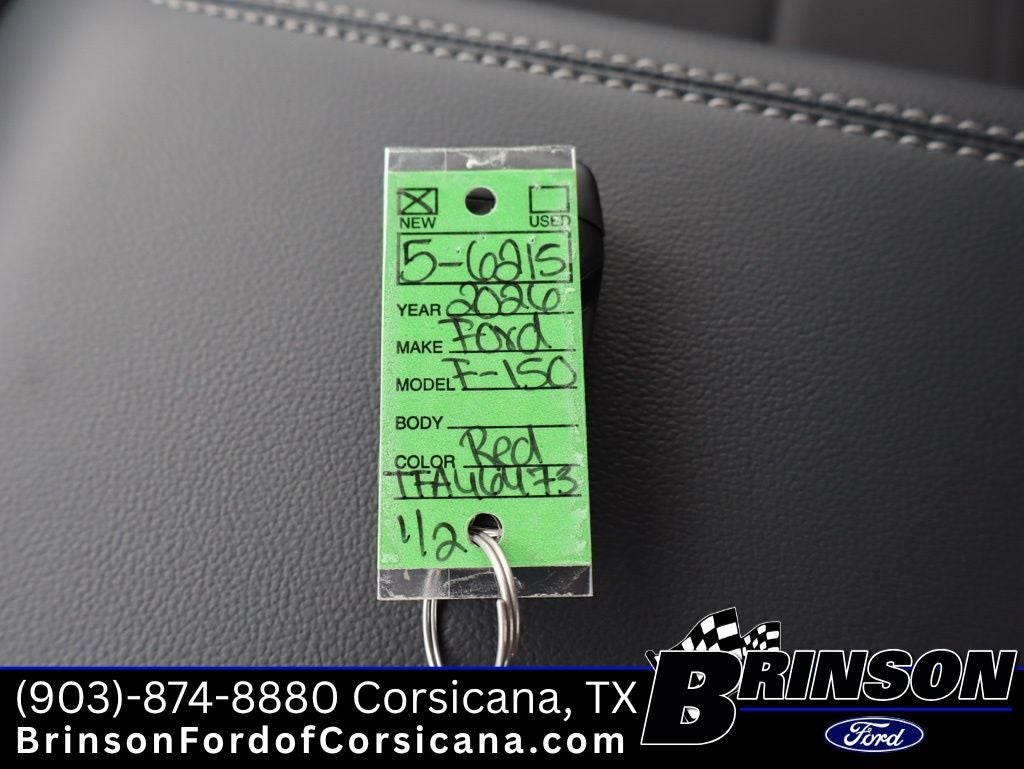 NEW USED
5-6215
YEAR 2026
MAKE Ford
MODEL F-150
BODY
COLOR Red
TFA46473
1/2
(903)-874-8880 Corsicana, TX
BrinsonFordofCorsicana.com
BRINSON
Ford